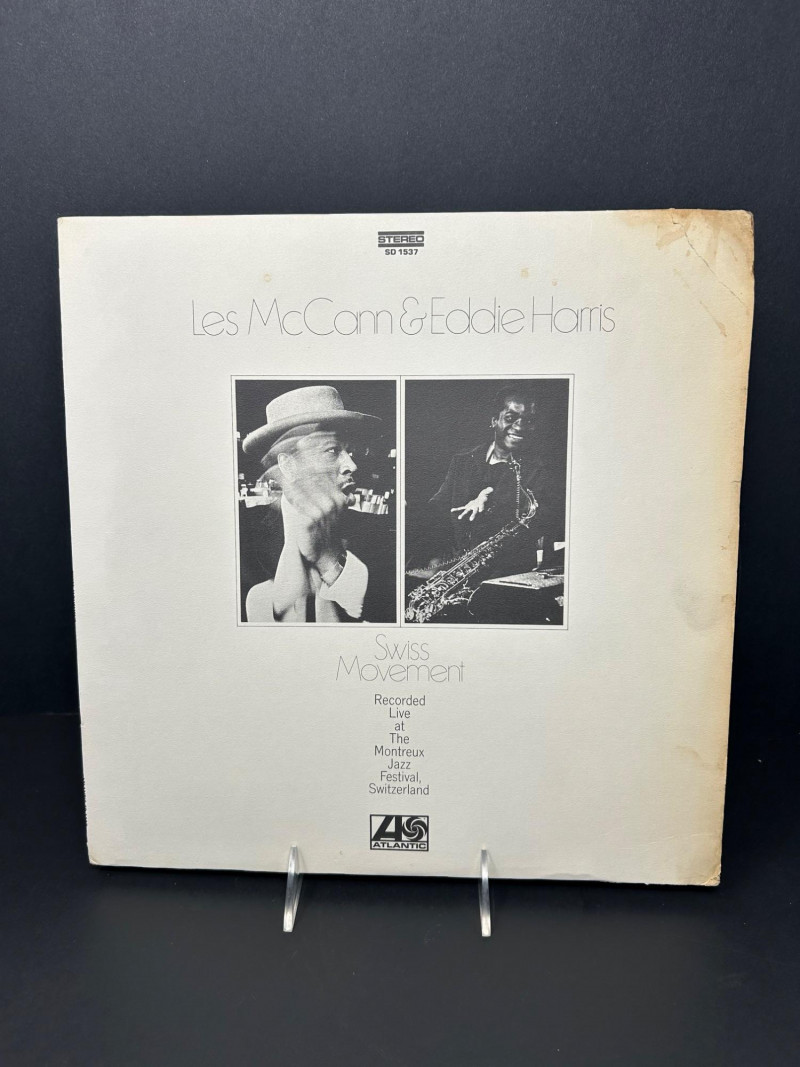 STEREO
SD 1537
Les McCann & Eddie Harris
Swiss
Movement
Recorded
Live
at
The
Montreux
Jazz
Festival,
Switzerland
ATLANTIC